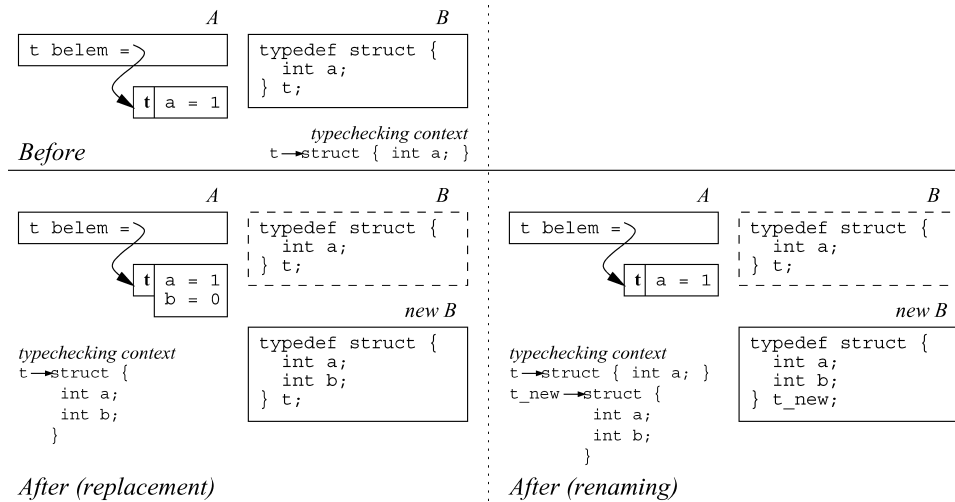 A
t belem =
t a = 1
B
typedef struct {
int a;
} t;
typechecking context
t struct { int a; }
Before
A
t belem =
t a = 1
b = 0
B
typedef struct {
int a;
} t;
new B
typedef struct {
int a;
int b;
} t;
typechecking context
t struct {
int a;
int b;
}
After (replacement)
A
t belem =
t a = 1
B
typedef struct {
int a;
} t;
new B
typedef struct {
int a;
int b;
} t_new;
typechecking context
t struct { int a; }
t_new struct {
int a;
int b;
}
After (renaming)